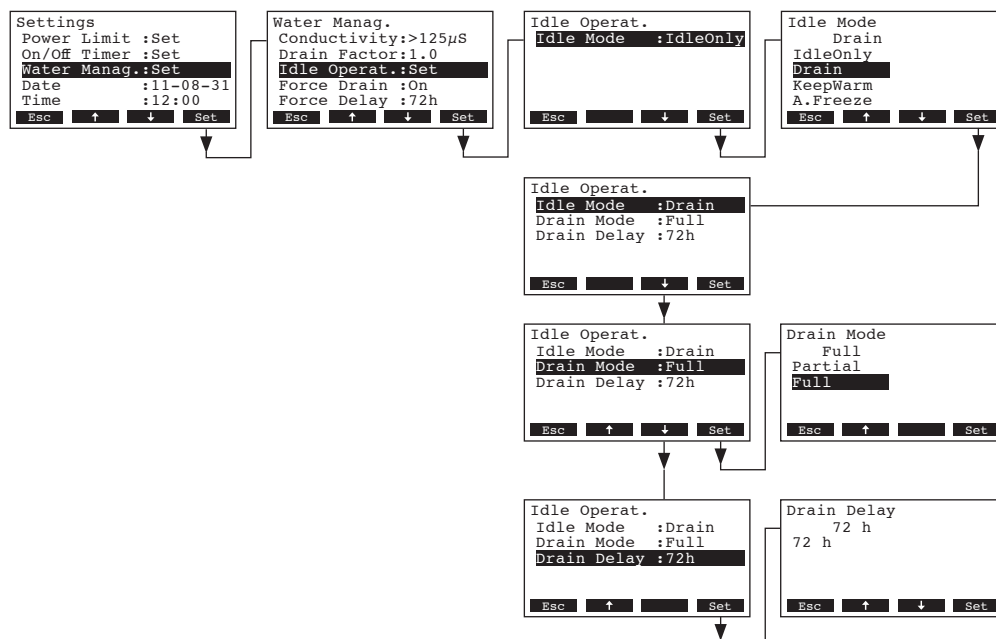 Settings
Power Limit :Set
On/Off Timer :Set
Water Manag.:Set
Date :11-08-31
Time :12:00
Esc ↑ ↓ Set
Water Manag.
Conductivity:>125µS
Drain Factor:1.0
Idle Operat.:Set
Force Drain :On
Force Delay :72h
Esc ↑ ↓ Set
Idle Operat.
Idle Mode :IdleOnly
Esc ↓ Set
Idle Mode
Drain
IdleOnly
Drain
KeepWarm
A.Freeze
Esc ↑ ↓ Set
Idle Operat.
Idle Mode :Drain
Drain Mode :Full
Drain Delay :72h
Esc ↓ Set
Idle Operat.
Idle Mode :Drain
Drain Mode :Full
Drain Delay :72h
Esc ↑ ↓ Set
Drain Mode
Full
Partial
Full
Esc ↑ Set
Idle Operat.
Idle Mode :Drain
Drain Mode :Full
Drain Delay :72h
Esc ↑ Set
Drain Delay
72 h
72 h
Esc ↑ ↓ Set